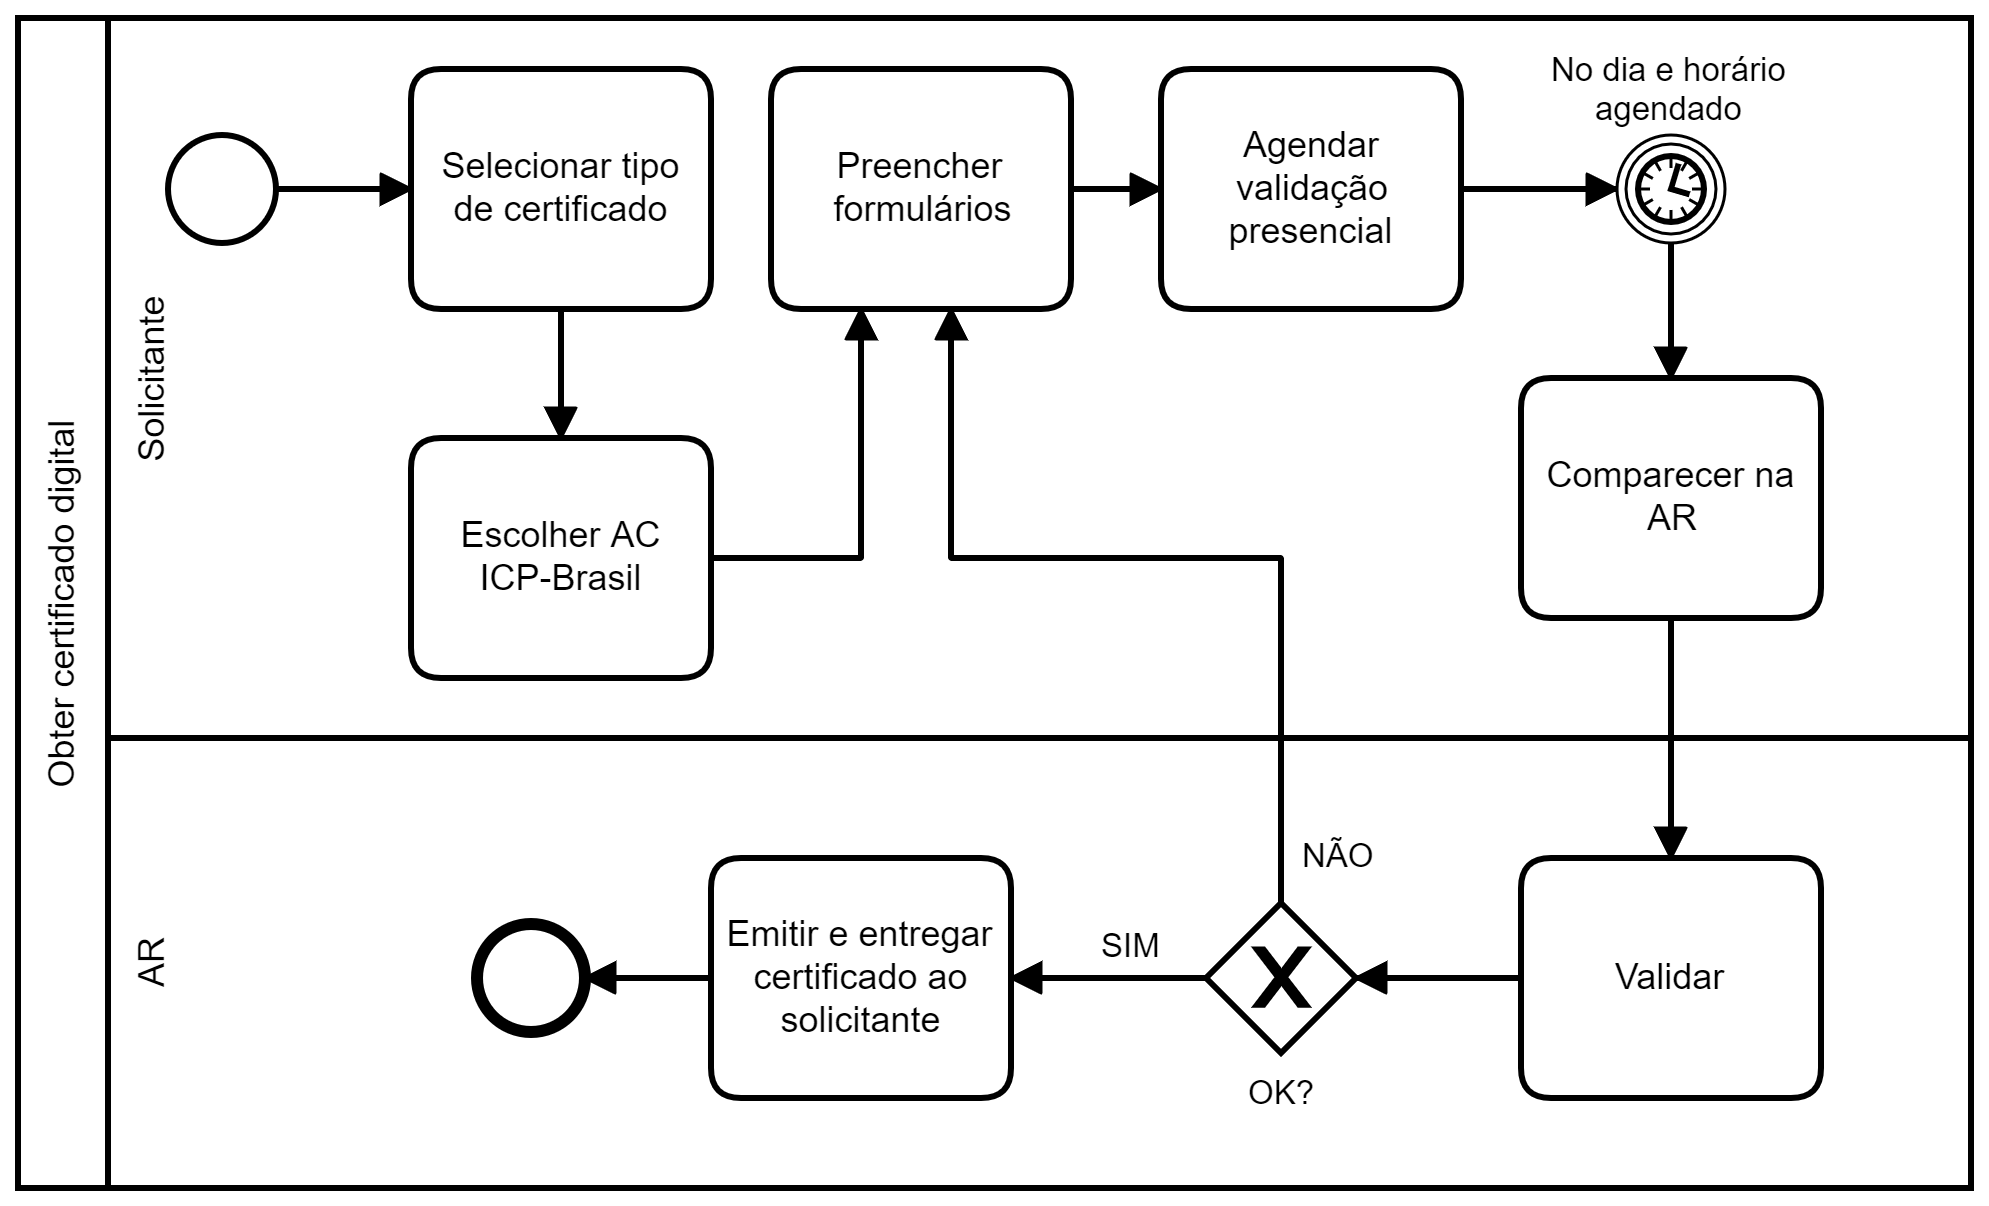 Obter certificado digital
Solicitante
Selecionar tipo
de certificado
Preencher
formulários
Agendar
validação
presencial
No dia e horário
agendado
Escolher AC
ICP-Brasil
Comparecer na
AR
AR
Emitir e entregar
certificado ao
solicitante
SIM
NÃO
X
OK?
Validar